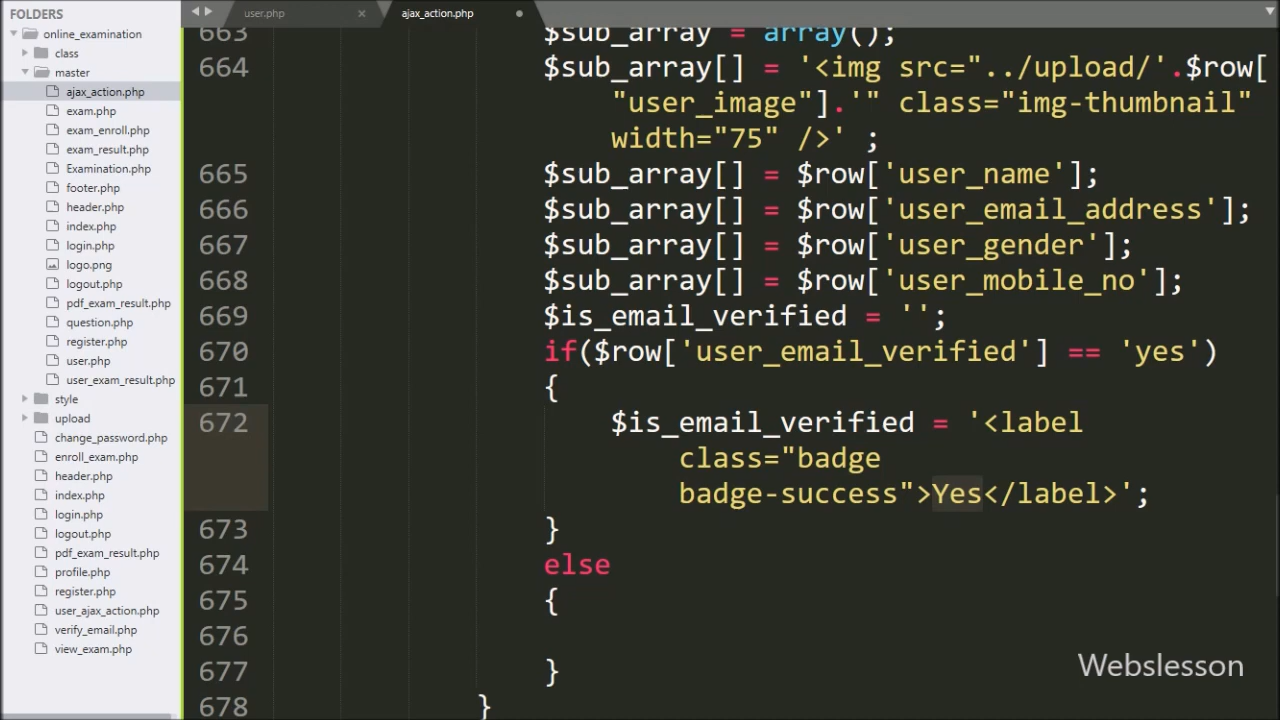 FOLDERS
online_examination
class
master
ajax_action.php
exam.php
exam_enroll.php
exam_result.php
Examination.php
footer.php
header.php
index.php
login.php
logo.png
logout.php
pdf_exam_result.php
question.php
register.php
user.php
user_exam_result.php
style
upload
change_password.php
enroll_exam.php
header.php
index.php
login.php
logout.php
pdf_exam_result.php
profile.php
register.php
user_ajax_action.php
verify_email.php
view_exam.php
user.php
ajax_action.php
663 $sub_array = array();
664 $sub_array[] = '<img src="../upload/'.$row[
"user_image"].'" class="img-thumbnail"
width="75" />' ;
665 $sub_array[] = $row['user_name'];
666 $sub_array[] = $row['user_email_address'];
667 $sub_array[] = $row['user_gender'];
668 $sub_array[] = $row['user_mobile_no'];
669 $is_email_verified = '';
670 if($row['user_email_verified'] == 'yes')
671 {
672 $is_email_verified = '<label
class="badge
badge-success">Yes</label>';
673 }
674 else
675 {
676
677 }
678 }
Webslesson